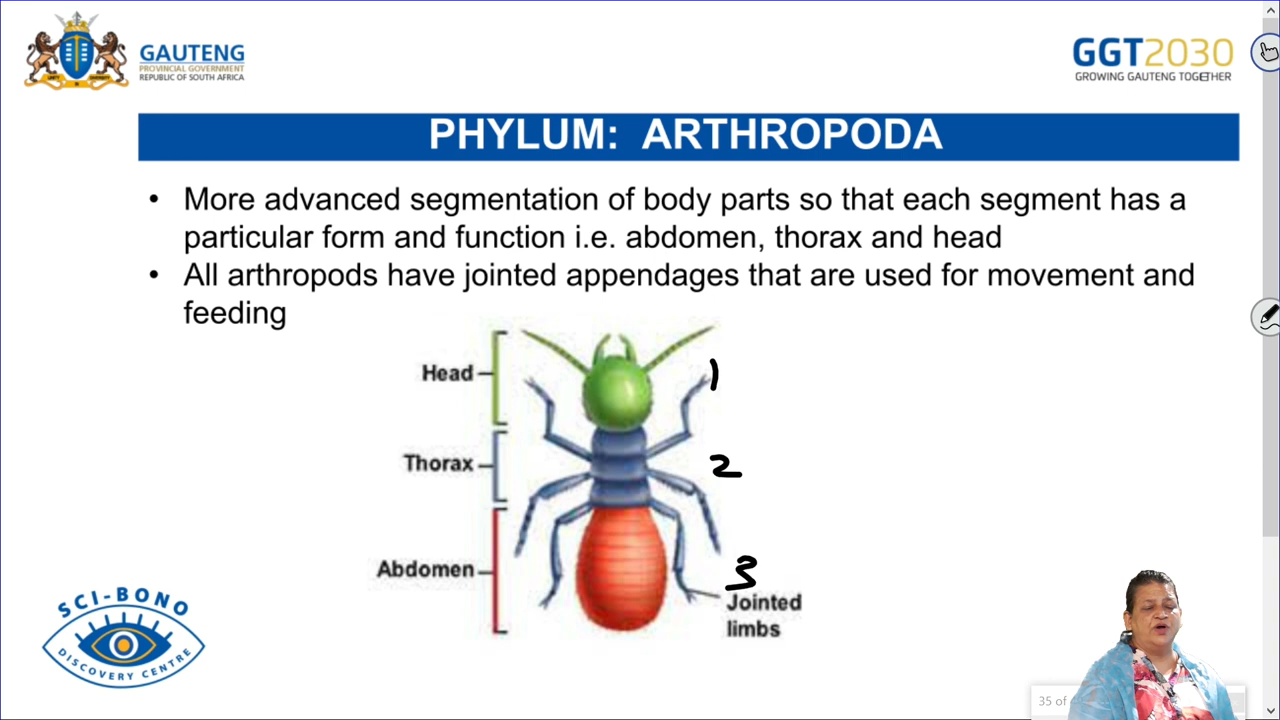 GAUTENG
PROVINCIAL GOVERNMENT
REPUBLIC OF SOUTH AFRICA
GGT2030
GROWING GAUTENG TOGETHER
PHYLUM: ARTHROPODA
• More advanced segmentation of body parts so that each segment has a
particular form and function i.e. abdomen, thorax and head
• All arthropods have jointed appendages that are used for movement and
feeding
Head
1
Thorax
2
Abdomen
3
Jointed
limbs
SCI-BONO
DISCOVERY CENTRE
35 of